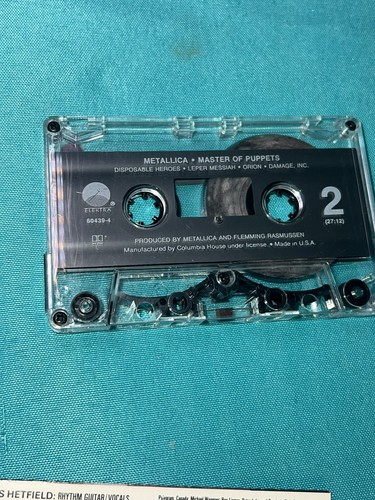 METALLICA • MASTER OF PUPPETS
DISPOSABLE HEROES • LEPER MESSIAH • ORION • DAMAGE, INC.
ELEKTRA
60439-4
2
(27:12)
PRODUCED BY METALLICA AND FLEMMING RASMUSSEN
Manufactured by Columbia House under license. • Made in U.S.A.
S HETFIELD: RHYTHM GUITAR/VOCALS